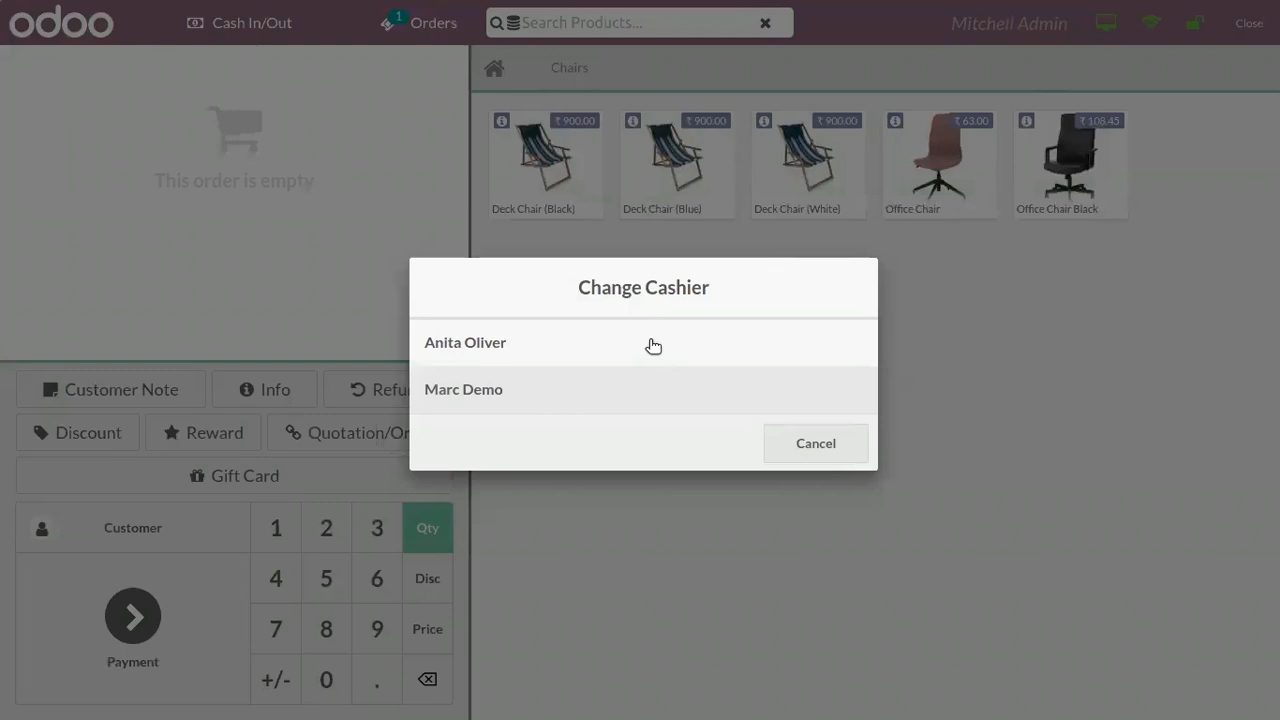 odoo
Cash In/Out
1
Orders
Search Products...
Mitchell Admin
Close
Chairs
This order is empty
₹ 900.00
₹ 900.00
₹ 900.00
₹ 63.00
₹ 108.45
Deck Chair (Black)
Deck Chair (Blue)
Deck Chair (White)
Office Chair
Office Chair Black
Change Cashier
Anita Oliver
Marc Demo
Cancel
Customer Note
Info
Discount
Reward
Gift Card
Customer
1 2 3 Qty
4 5 6 Disc
7 8 9 Price
+/- 0 .
Payment